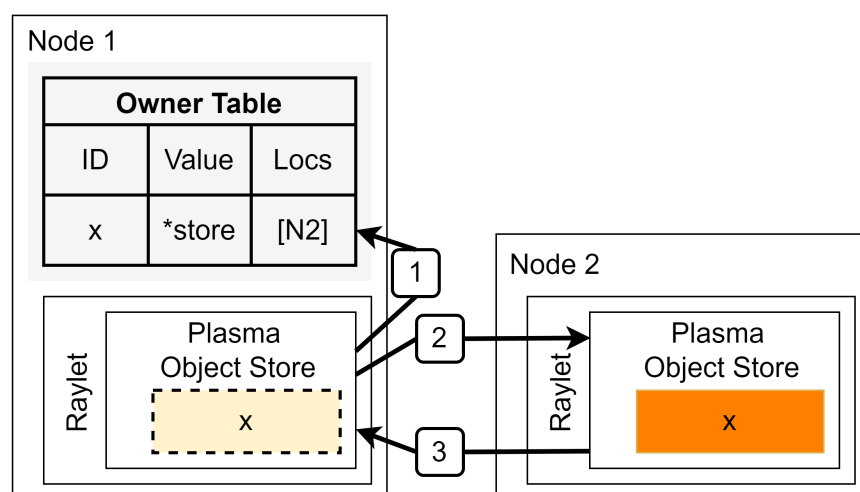 Node 1
Owner Table
ID Value Locs
x *store [N2]
1
Node 2
2
Plasma
Object Store
Raylet
x
Plasma
Object Store
Raylet
x
3